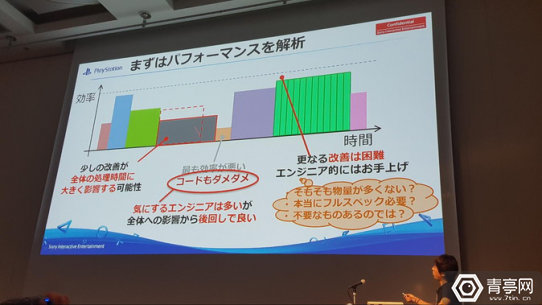 PlayStation
まずはパフォーマンスを解析
Confidential
効率
時間
少しの改善が
全体の処理時間に
大きく影響する可能性
最も効率が悪い
コードもダメダメ
気にするエンジニアは多いが
全体への影響から後回しで良い
更なる改善は困難
エンジニア的にはお手上げ
・そもそも物量が多くない？
・本当にフルスペック必要？
・不要なものあるのでは？
Sony Interactive Entertainment
青亭网
www.7tin.cn